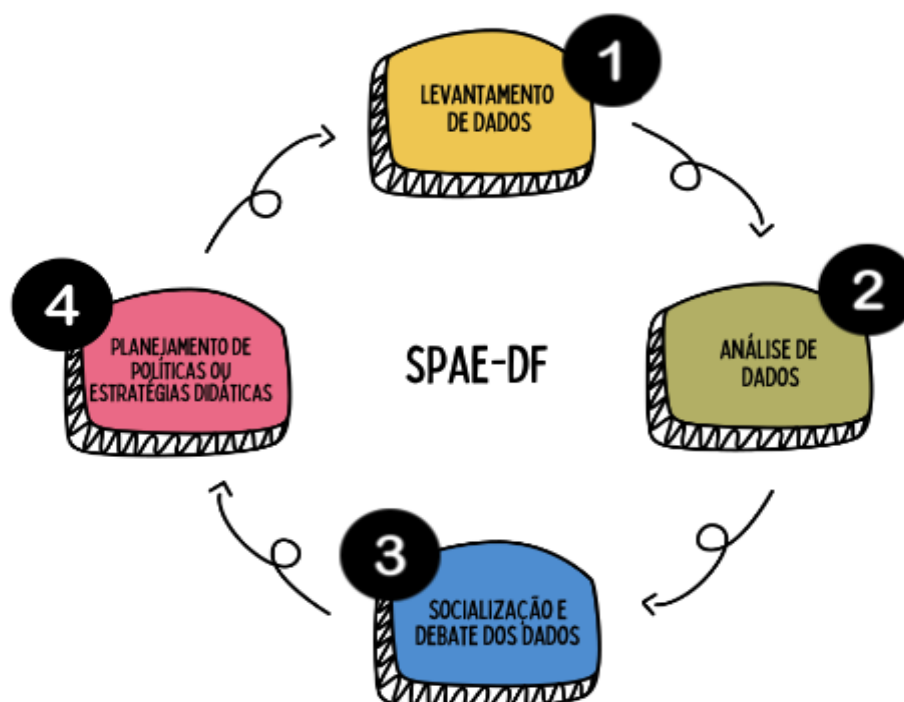 1
LEVANTAMENTO
DE DADOS
2
ANÁLISE DE
DADOS
3
SOCIALIZAÇÃO E
DEBATE DOS DADOS
4
PLANEJAMENTO DE
POLÍTICAS OU
ESTRATÉGIAS DIDÁTICAS
SPAE-DF